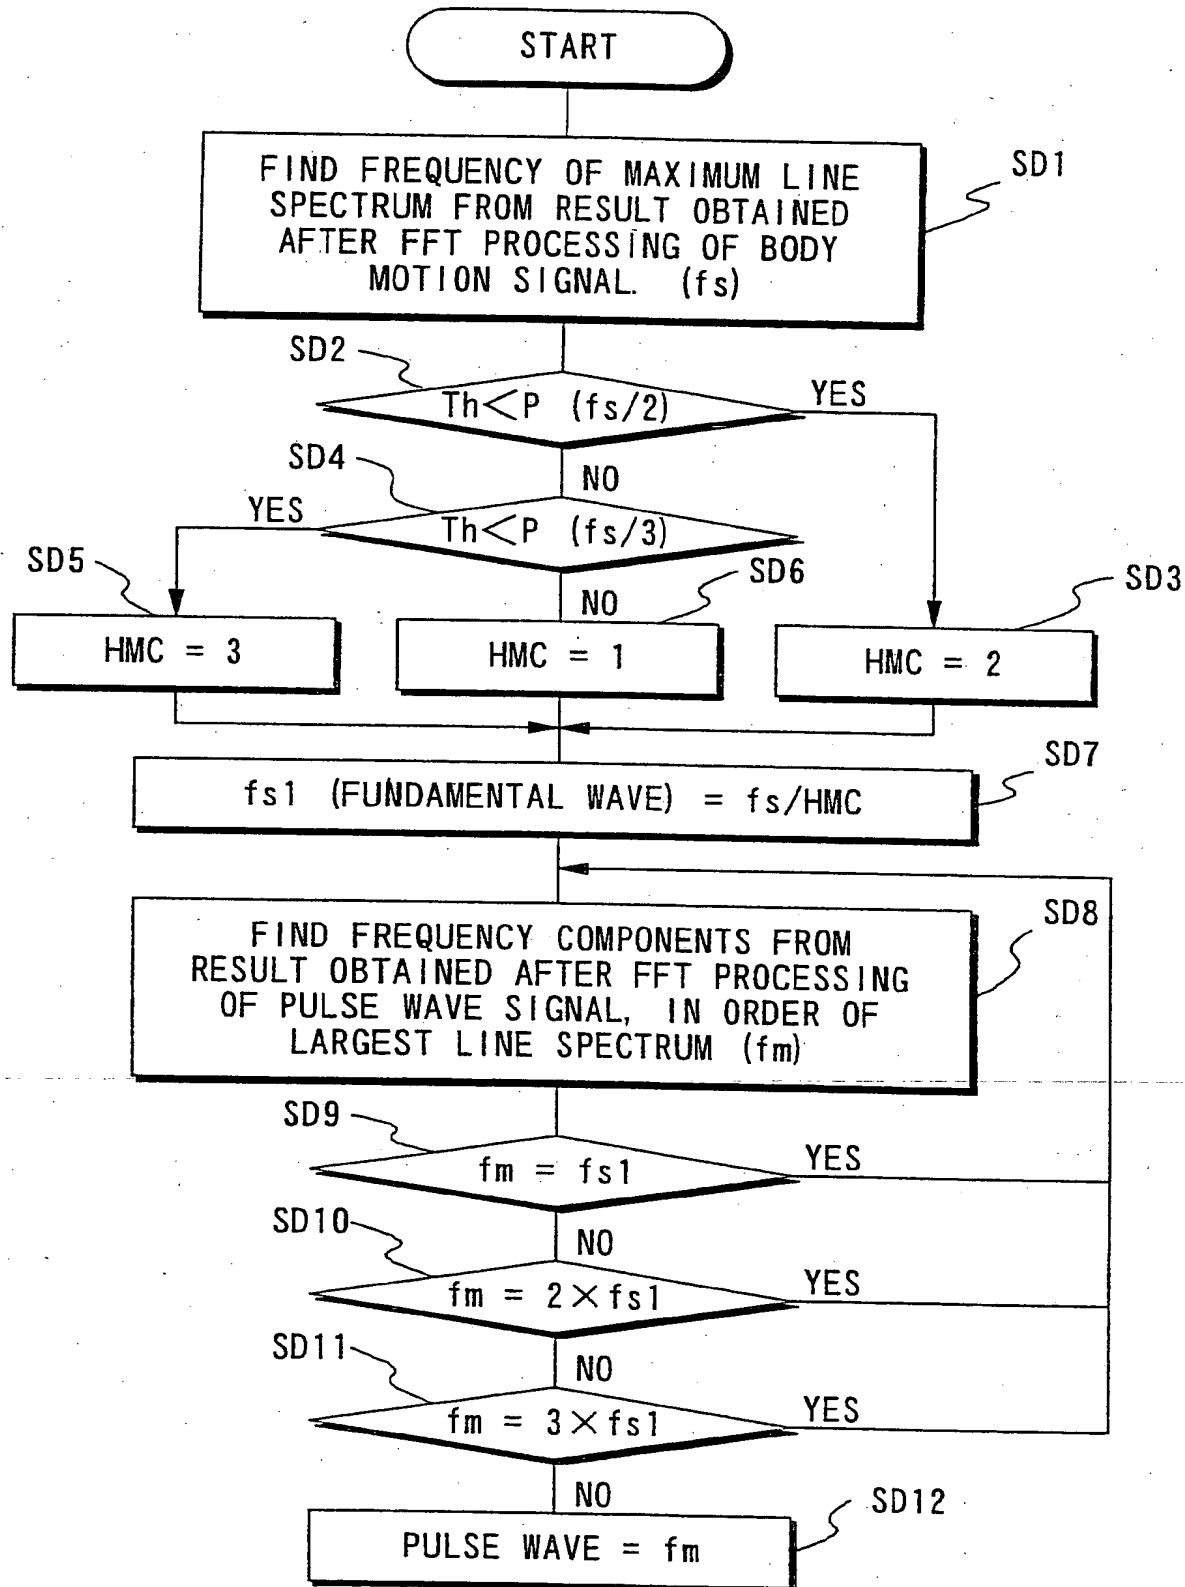 START
FIND FREQUENCY OF MAXIMUM LINE
SPECTRUM FROM RESULT OBTAINED
AFTER FFT PROCESSING OF BODY
MOTION SIGNAL. (fs)
SD1
SD2
Th<P (fs/2)
YES
NO
SD4
Th<P (fs/3)
YES
NO
SD5
HMC = 3
SD6
HMC = 1
SD3
HMC = 2
SD7
fs1 (FUNDAMENTAL WAVE) = fs/HMC
SD8
FIND FREQUENCY COMPONENTS FROM
RESULT OBTAINED AFTER FFT PROCESSING
OF PULSE WAVE SIGNAL, IN ORDER OF
LARGEST LINE SPECTRUM (fm)
SD9
fm = fs1
YES
NO
SD10
fm = 2×fs1
YES
NO
SD11
fm = 3×fs1
YES
NO
SD12
PULSE WAVE = fm